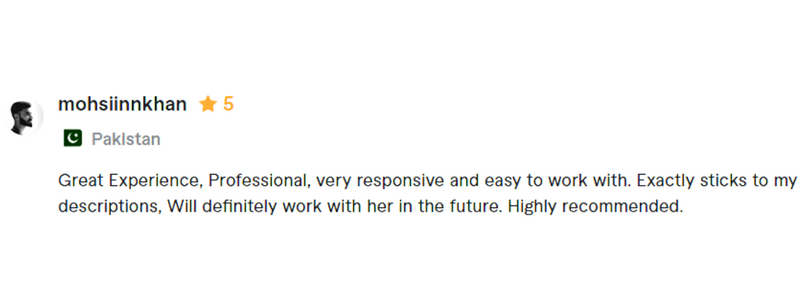 mohsiinnkhan 5
Pakistan
Great Experience, Professional, very responsive and easy to work with. Exactly sticks to my
descriptions, Will definitely work with her in the future. Highly recommended.